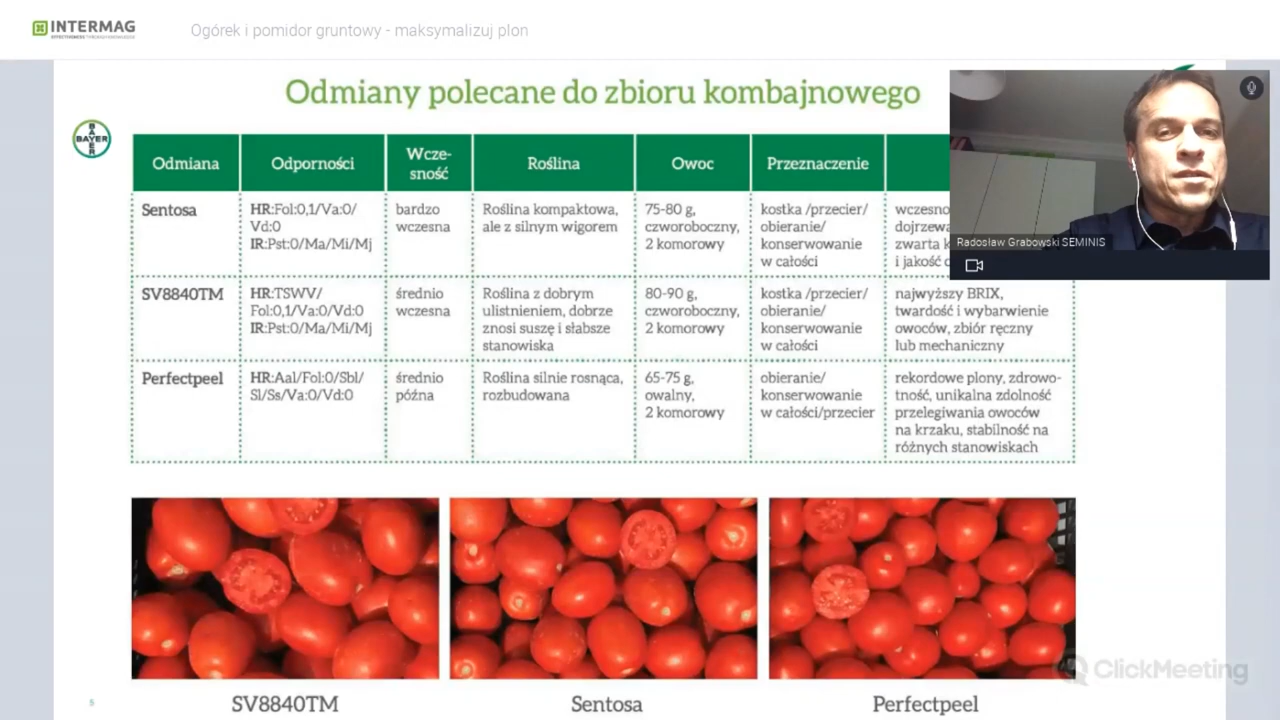 INTERMAG
Ogórek i pomidor gruntowy - maksymalizuj plon
Odmiany polecane do zbioru kombajnowego
BAYER
BAYER
Odmiana
Odporności
Wcze-
sność
Roślina
Owoc
Przeznaczenie
Sentosa
HR:Fol:0,1/Va:0/
Vd:0
IR:Pst:0/Ma/Mi/Mj
bardzo
wczesna
Roślina kompaktowa,
ale z silnym wigorem
75-80 g,
czworoboczny,
2 komorowy
kostka /przecier/
obieranie/
konserwowanie
w całości
wczesno
dojrzewa
zwarta k
i jakość
Radosław Grabowski SEMINIS
SV8840TM
HR:TSWV/
Fol:0,1/Va:0/Vd:0
IR:Pst:0/Ma/Mi/Mj
średnio
wczesna
Roślina z dobrym
ulistnieniem, dobrze
znosi suszę i słabsze
stanowiska
80-90 g,
czworoboczny,
2 komorowy
kostka /przecier/
obieranie/
konserwowanie
w całości
najwyższy BRIX,
twardość i wybarwienie
owoców, zbiór ręczny
lub mechaniczny
Perfectpeel
HR:Aal/Fol:0/Sbl/
Sl/Ss/Va:0/Vd:0
średnio
późna
Roślina silnie rosnąca,
rozbudowana
65-75 g,
owalny,
2 komorowy
obieranie/
konserwowanie
w całości/przecier
rekordowe plony, zdrowo-
tność, unikalna zdolność
przelegiwania owoców
na krzaku, stabilność na
różnych stanowiskach
ClickMeeting
5
SV8840TM
Sentosa
Perfectpeel